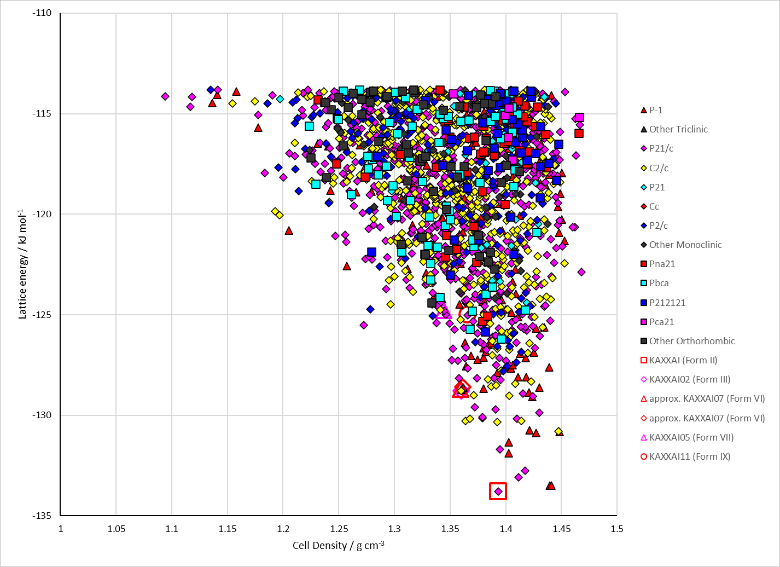 -110
-115
-120
-125
-130
-135
Lattice energy / kJ mol-1
1
1.05
1.1
1.15
1.2
1.25
1.3
1.35
1.4
1.45
1.5
Cell Density / g cm-3
P-1
Other Triclinic
P21/c
C2/c
P21
Cc
P2/c
Other Monoclinic
Pna21
Pbca
P212121
Pca21
Other Orthorhombic
KAXXAI (Form II)
KAXXAI02 (Form III)
approx. KAXXAI07 (Form VI)
approx. KAXXAI07 (Form VI)
KAXXAI05 (Form VII)
KAXXAI11 (Form IX)